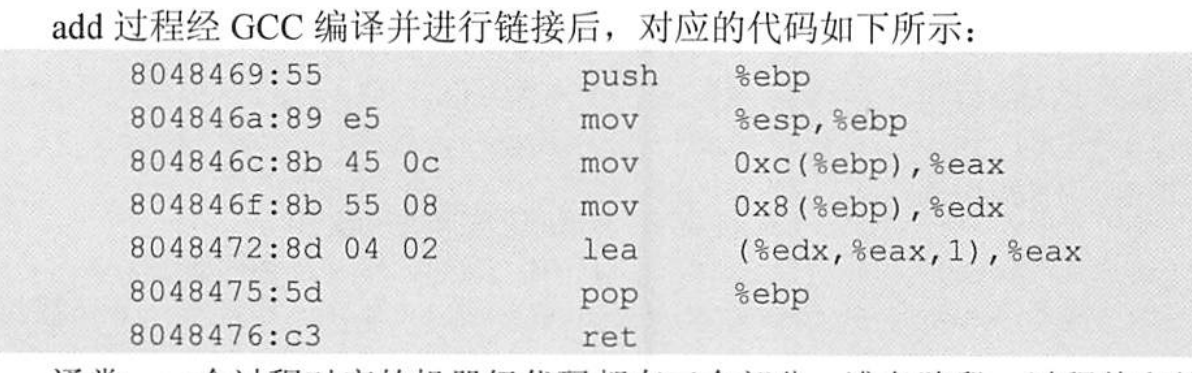 add 过程经 GCC 编译并进行链接后，对应的代码如下所示：
8048469:55 push %ebp
804846a:89 e5 mov %esp,%ebp
804846c:8b 45 0c mov 0xc(%ebp),%eax
804846f:8b 55 08 mov 0x8(%ebp),%edx
8048472:8d 04 02 lea (%edx,%eax,1),%eax
8048475:5d pop %ebp
8048476:c3 ret